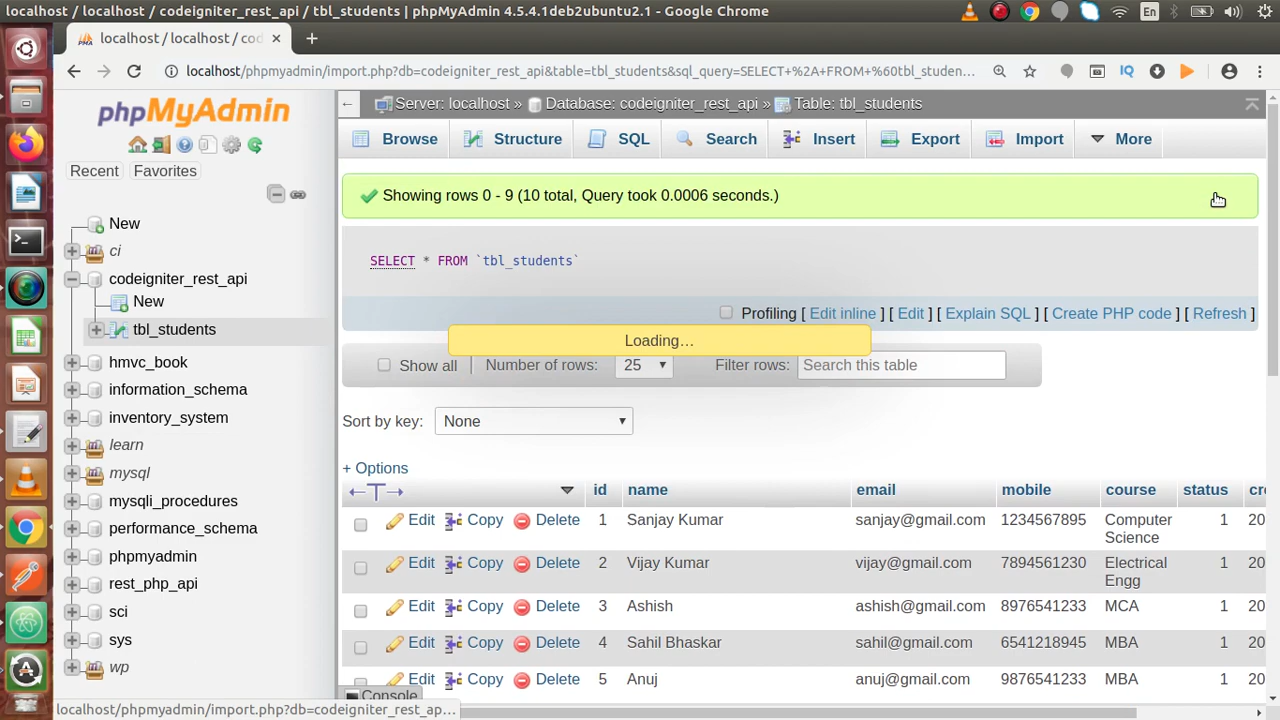 localhost / codeigniter_rest_api / tbl_students | phpMyAdmin 4.5.4.1deb2ubuntu2.1 - Google Chrome
En
localhost / localhost / cod
localhost/phpmyadmin/import.php?db=codeigniter_rest_api&table=tbl_students&sql_query=SELECT+%2A+FROM+%60tbl_studen...
IQ
phpMyAdmin
Recent Favorites
New
ci
codeigniter_rest_api
New
tbl_students
hmvc_book
information_schema
inventory_system
learn
mysql
mysqli_procedures
performance_schema
phpmyadmin
rest_php_api
sci
sys
wp
Server: localhost » Database: codeigniter_rest_api » Table: tbl_students
Browse Structure SQL Search Insert Export Import More
Showing rows 0 - 9 (10 total, Query took 0.0006 seconds.)
SELECT * FROM `tbl_students`
Profiling [ Edit inline ] [ Edit ] [ Explain SQL ] [ Create PHP code ] [ Refresh ]
Loading...
Show all Number of rows: 25 Filter rows: Search this table
Sort by key: None
+ Options
id name email mobile course status cre
Edit Copy Delete 1 Sanjay Kumar sanjay@gmail.com 1234567895 Computer Science 1 20
Edit Copy Delete 2 Vijay Kumar vijay@gmail.com 7894561230 Electrical Engg 1 20
Edit Copy Delete 3 Ashish ashish@gmail.com 8976541233 MCA 1 20
Edit Copy Delete 4 Sahil Bhaskar sahil@gmail.com 6541218945 MBA 1 20
Edit Copy Delete 5 Anuj anuj@gmail.com 9876541233 MBA 1 20
Console
localhost/phpmyadmin/import.php?db=codeigniter_rest_ap...